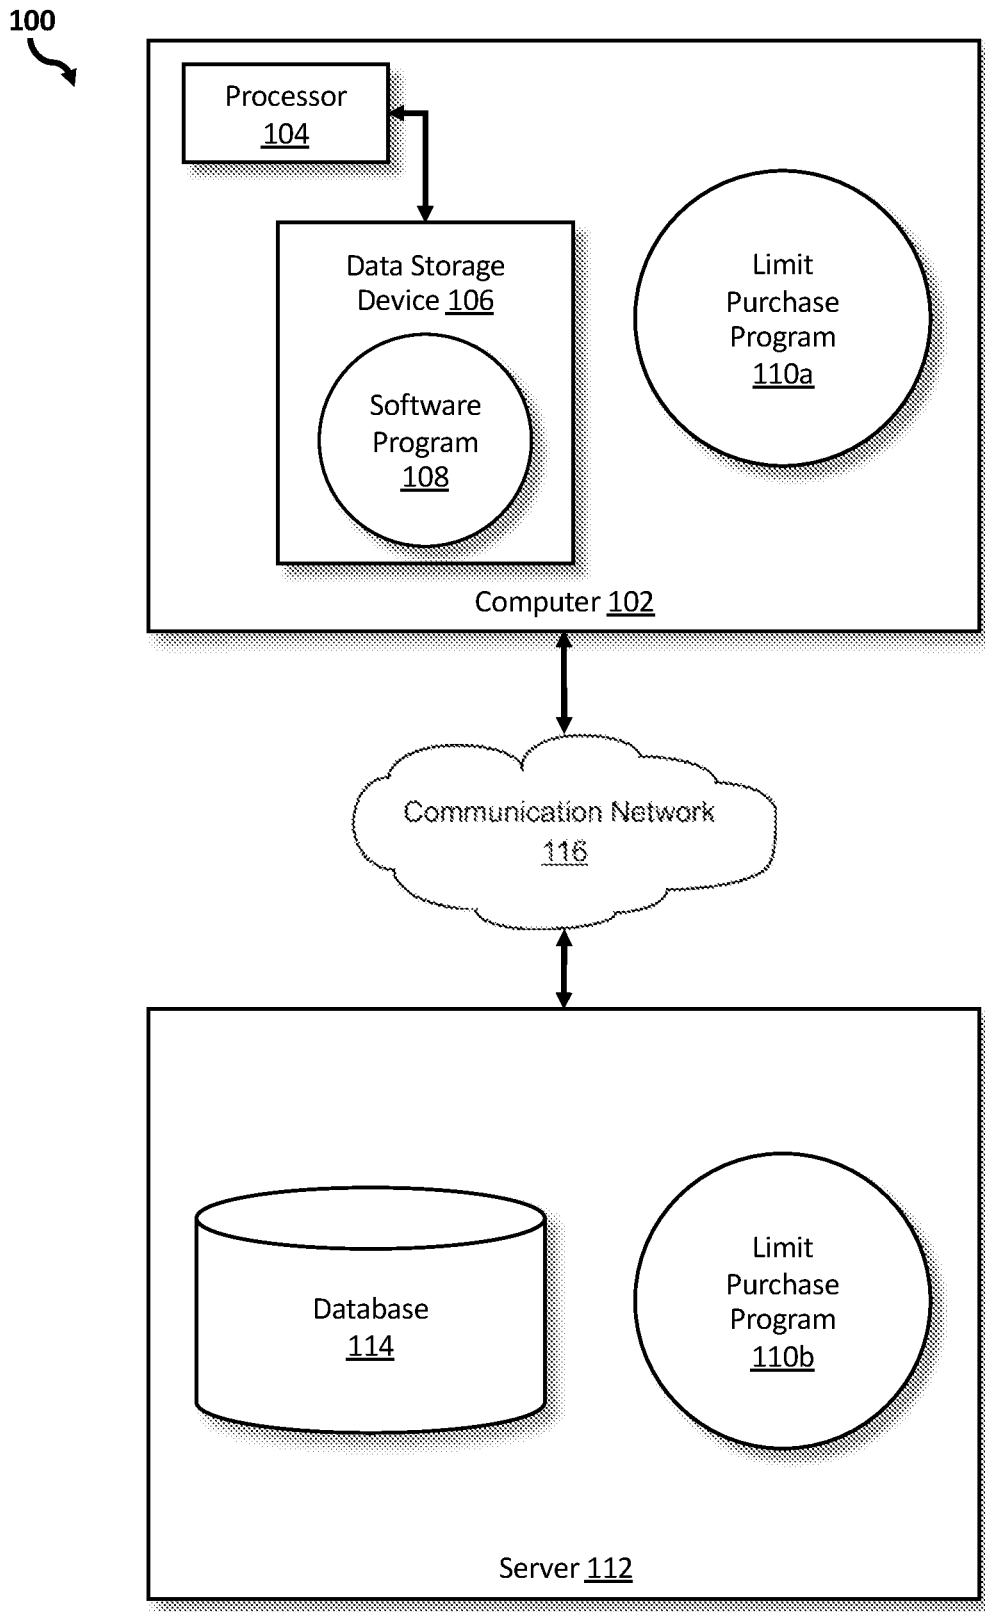 100
Processor
104
Data Storage
Device 106
Software
Program
108
Limit
Purchase
Program
110a
Computer 102
Communication Network
116
Database
114
Limit
Purchase
Program
110b
Server 112